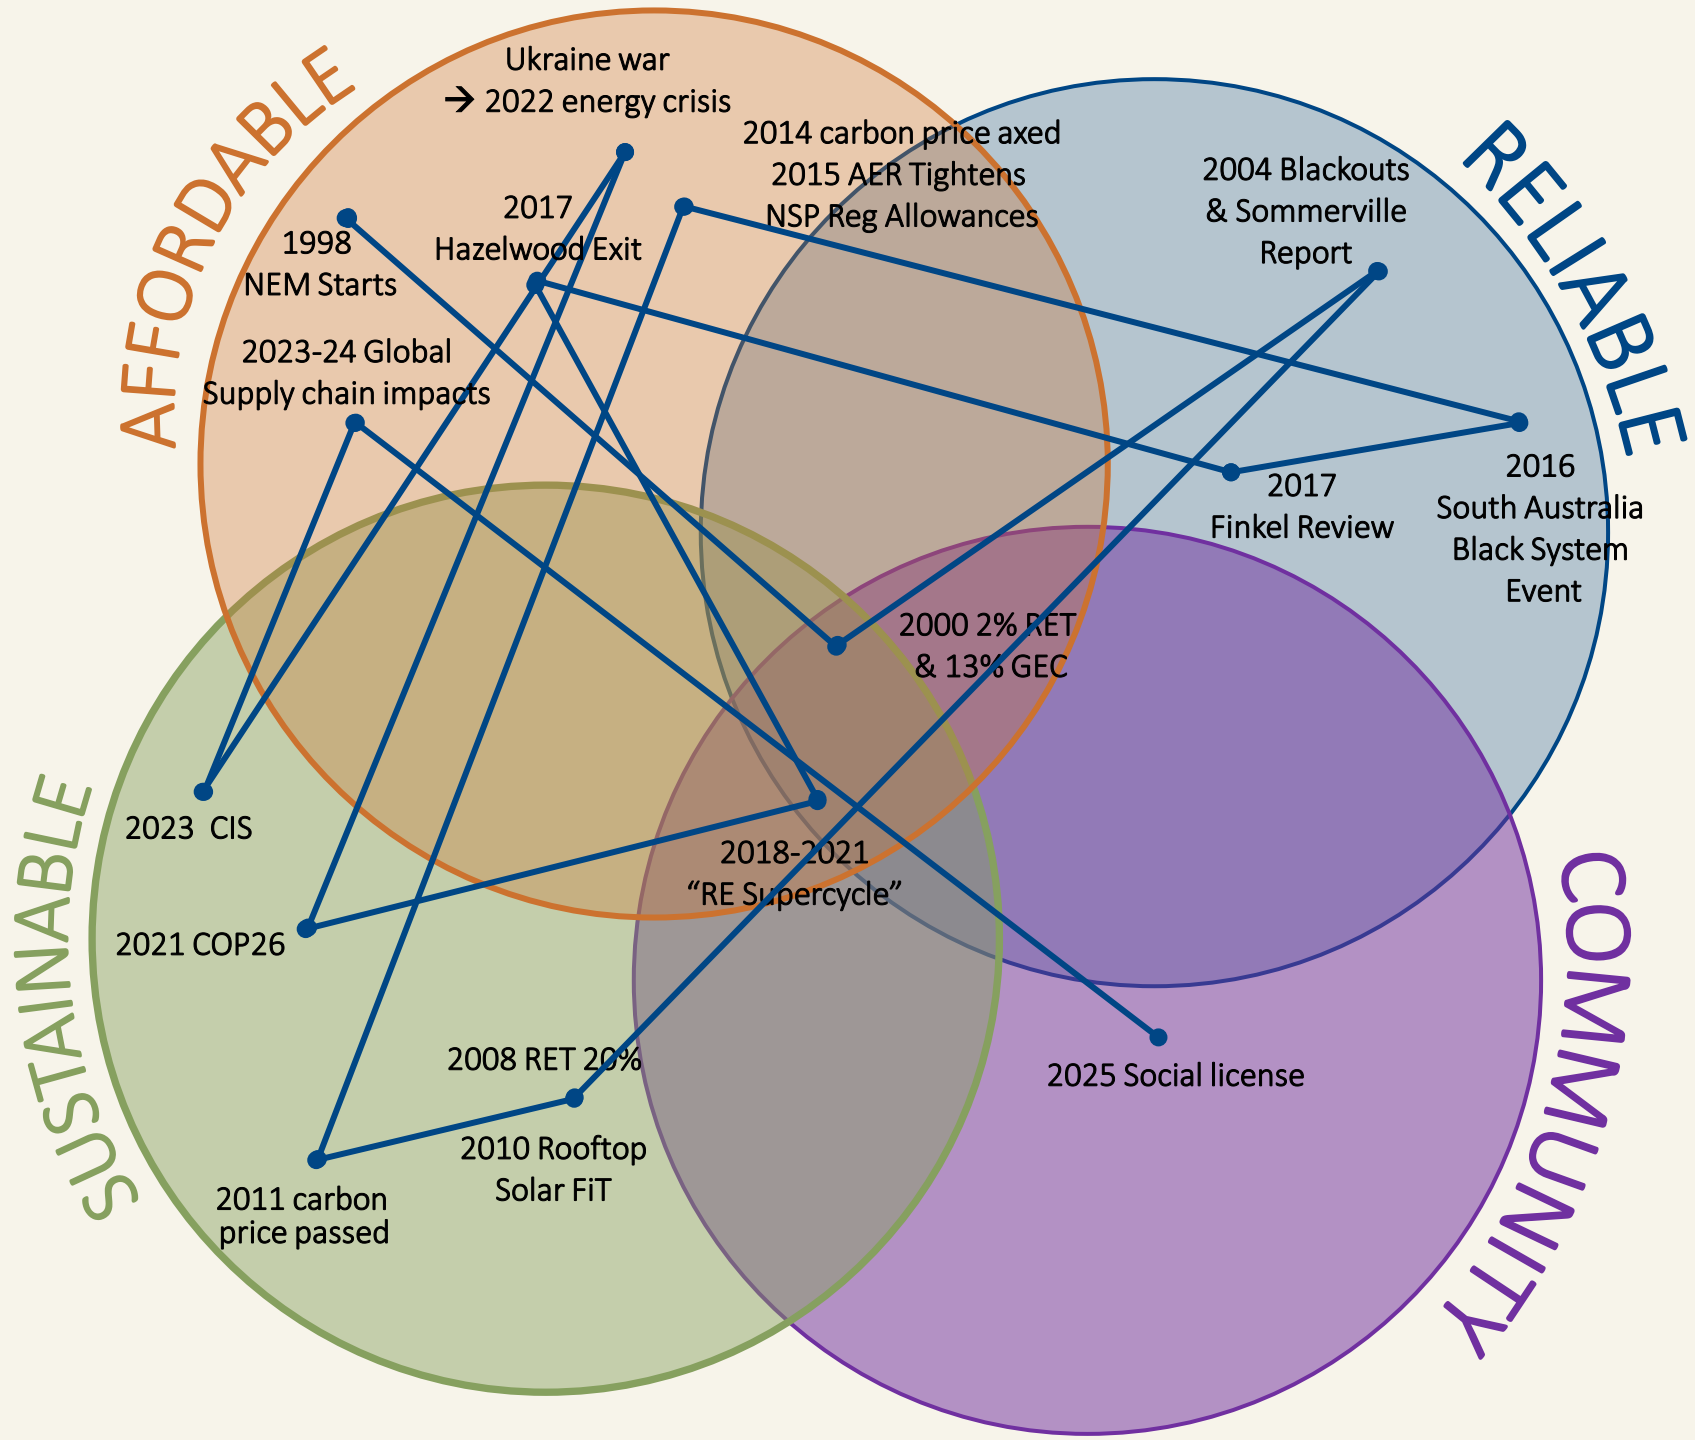 AFFORDABLE
RELIABLE
SUSTAINABLE
COMMUNITY
Ukraine war
→ 2022 energy crisis
2014 carbon price axed
2015 AER Tightens
NSP Reg Allowances
2004 Blackouts
& Sommerville
Report
2017
Hazelwood Exit
1998
NEM Starts
2023-24 Global
Supply chain impacts
2016
South Australia
Black System
Event
2017
Finkel Review
2000 2% RET
& 13% GEC
2023 CIS
2018-2021
“RE Supercycle”
2021 COP26
2008 RET 20%
2025 Social license
2010 Rooftop
Solar FiT
2011 carbon
price passed